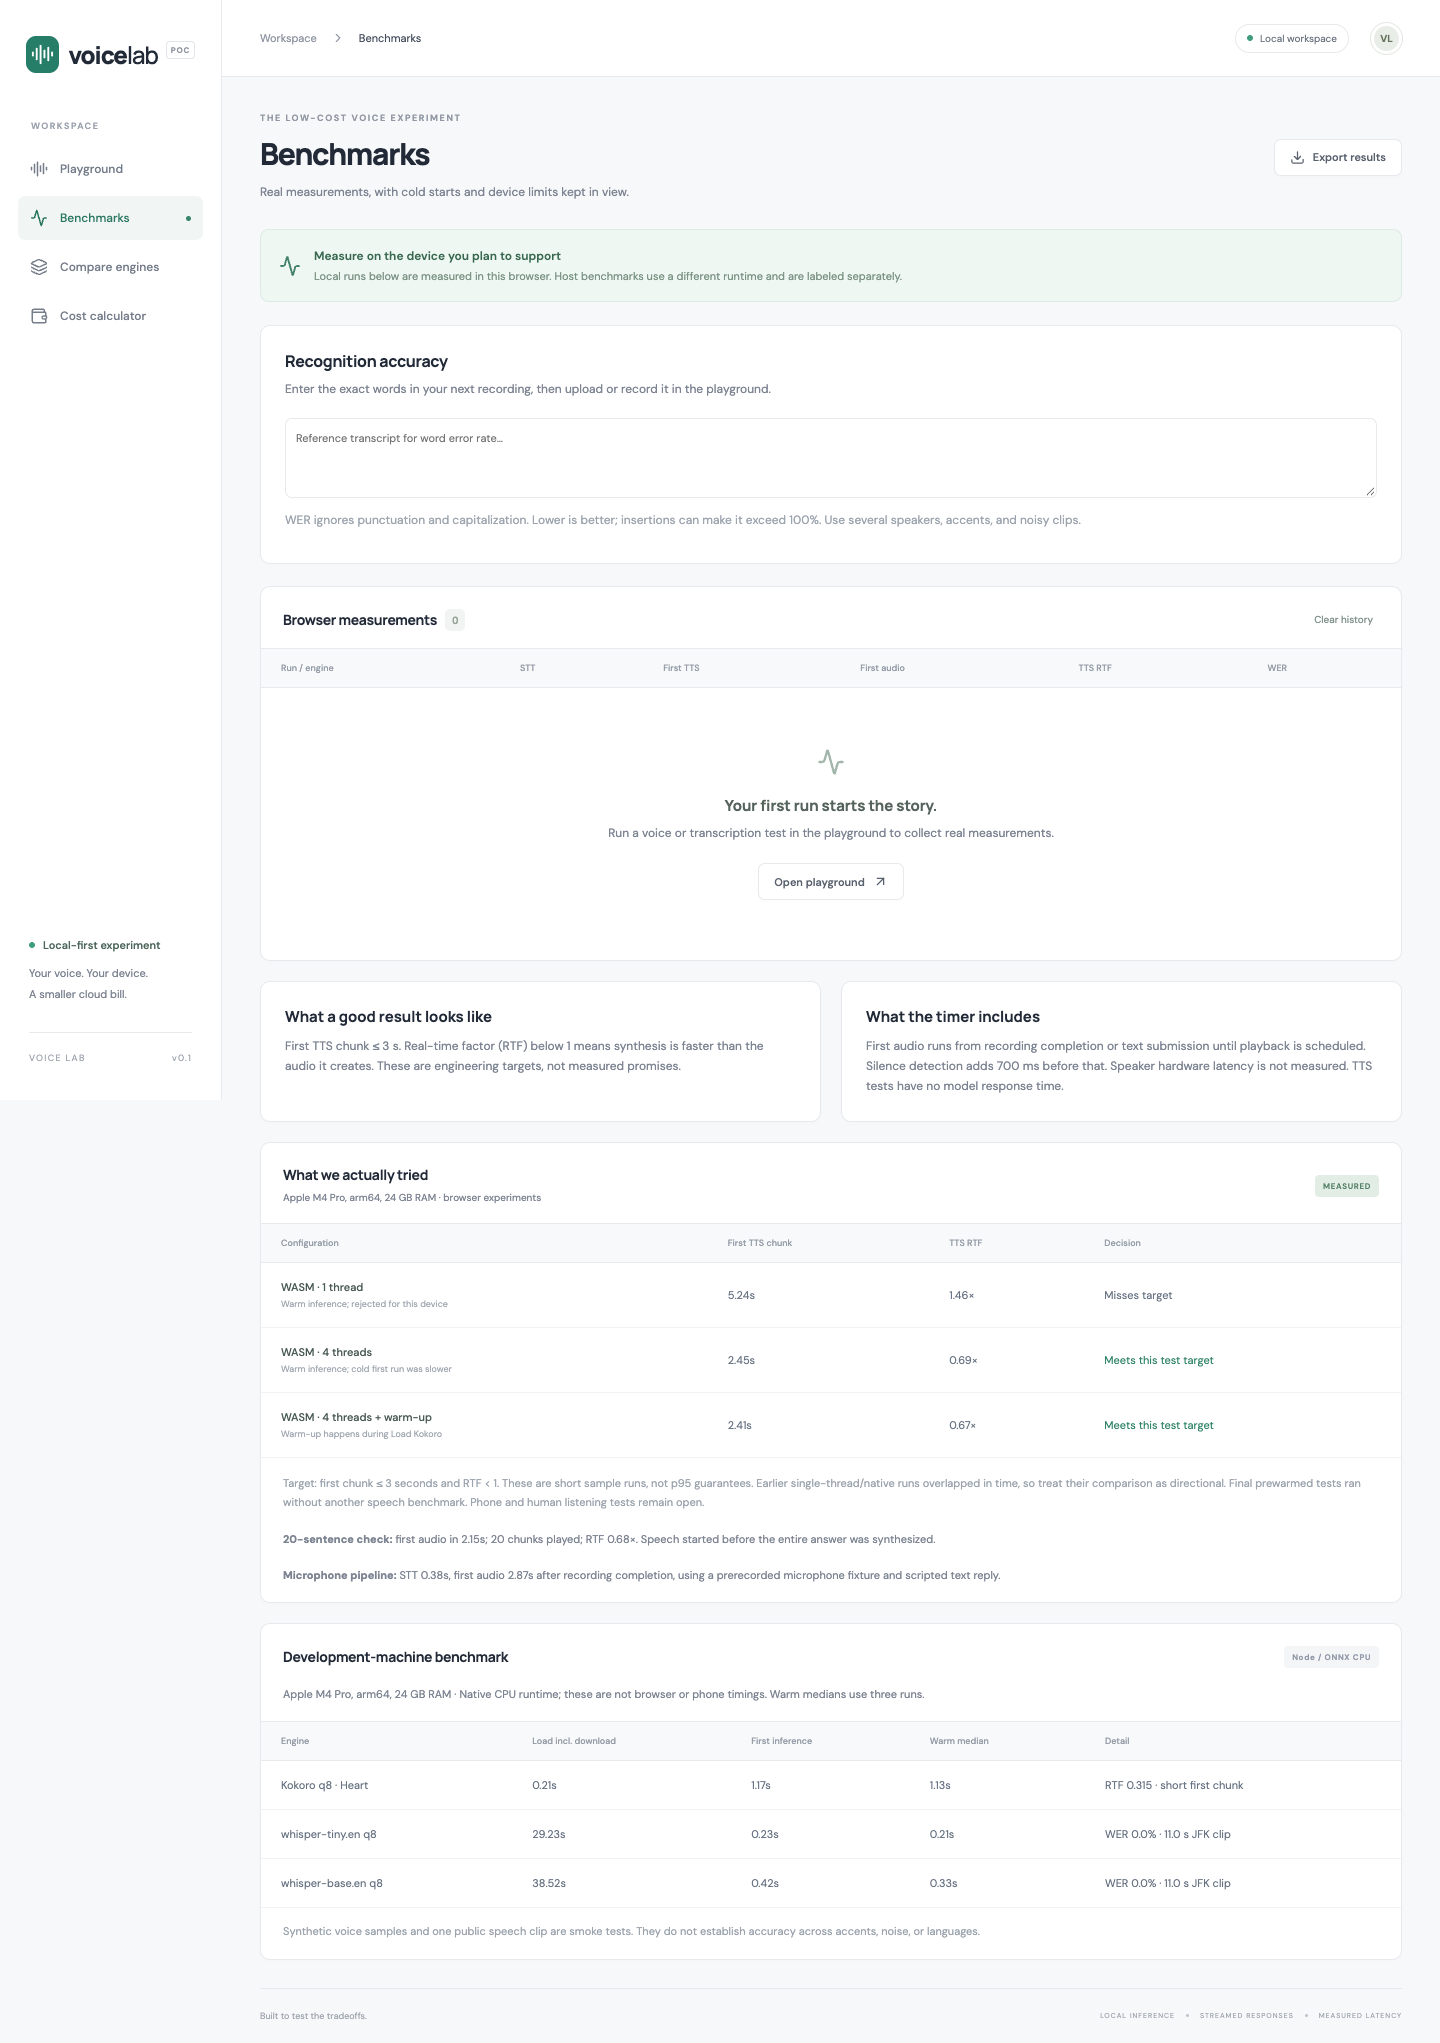 voicelab POC
WORKSPACE
Playground
Benchmarks
Compare engines
Cost calculator
Local-first experiment
Your voice. Your device.
A smaller cloud bill.
VOICE LAB v0.1
Workspace > Benchmarks
Local workspace VL
THE LOW-COST VOICE EXPERIMENT
Benchmarks
Export results
Real measurements, with cold starts and device limits kept in view.
Measure on the device you plan to support
Local runs below are measured in this browser. Host benchmarks use a different runtime and are labeled separately.
Recognition accuracy
Enter the exact words in your next recording, then upload or record it in the playground.
Reference transcript for word error rate…
WER ignores punctuation and capitalization. Lower is better; insertions can make it exceed 100%. Use several speakers, accents, and noisy clips.
Browser measurements 0 Clear history
Run / engine STT First TTS First audio TTS RTF WER
Your first run starts the story.
Run a voice or transcription test in the playground to collect real measurements.
Open playground
What a good result looks like
First TTS chunk ≤ 3 s. Real-time factor (RTF) below 1 means synthesis is faster than the
audio it creates. These are engineering targets, not measured promises.
What the timer includes
First audio runs from recording completion or text submission until playback is scheduled.
Silence detection adds 700 ms before that. Speaker hardware latency is not measured. TTS
tests have no model response time.
What we actually tried
Apple M4 Pro, arm64, 24 GB RAM · browser experiments
MEASURED
Configuration First TTS chunk TTS RTF Decision
WASM · 1 thread
Warm inference; rejected for this device
5.24s 1.46× Misses target
WASM · 4 threads
Warm inference; cold first run was slower
2.45s 0.69× Meets this test target
WASM · 4 threads + warm-up
Warm-up happens during Load Kokoro
2.41s 0.67× Meets this test target
Target: first chunk ≤ 3 seconds and RTF < 1. These are short sample runs, not p95 guarantees. Earlier single-thread/native runs overlapped in time, so treat their comparison as directional. Final prewarmed tests ran
without another speech benchmark. Phone and human listening tests remain open.
20-sentence check: first audio in 2.15s; 20 chunks played; RTF 0.68×. Speech started before the entire answer was synthesized.
Microphone pipeline: STT 0.38s, first audio 2.87s after recording completion, using a prerecorded microphone fixture and scripted text reply.
Development-machine benchmark
Node / ONNX CPU
Apple M4 Pro, arm64, 24 GB RAM · Native CPU runtime; these are not browser or phone timings. Warm medians use three runs.
Engine Load incl. download First inference Warm median Detail
Kokoro q8 · Heart 0.21s 1.17s 1.13s RTF 0.315 · short first chunk
whisper-tiny.en q8 29.23s 0.23s 0.21s WER 0.0% · 11.0 s JFK clip
whisper-base.en q8 38.52s 0.42s 0.33s WER 0.0% · 11.0 s JFK clip
Synthetic voice samples and one public speech clip are smoke tests. They do not establish accuracy across accents, noise, or languages.
Built to test the tradeoffs.
LOCAL INFERENCE • STREAMED RESPONSES • MEASURED LATENCY